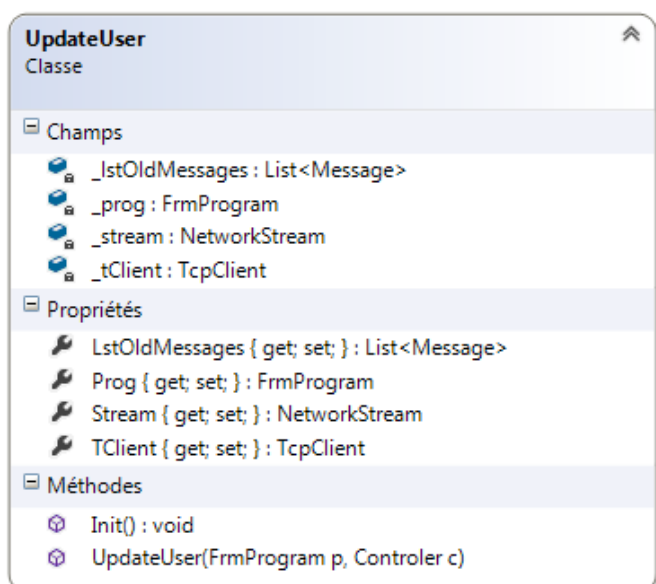 UpdateUser
Classe
Champs
_lstOldMessages : List<Message>
_prog : FrmProgram
_stream : NetworkStream
_tClient : TcpClient
Propriétés
LstOldMessages { get; set; } : List<Message>
Prog { get; set; } : FrmProgram
Stream { get; set; } : NetworkStream
TClient { get; set; } : TcpClient
Méthodes
Init() : void
UpdateUser(FrmProgram p, Controler c)